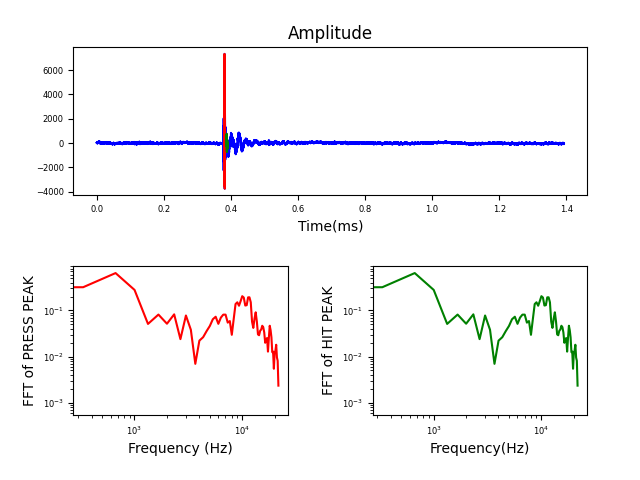 Amplitude
6000
4000
2000
0
−2000
−4000
0.0 0.2 0.4 0.6 0.8 1.0 1.2 1.4
Time(ms)
FFT of PRESS PEAK
10⁻¹
10⁻²
10⁻³
10³ 10⁴
Frequency (Hz)
FFT of HIT PEAK
10⁻¹
10⁻²
10⁻³
10³ 10⁴
Frequency(Hz)